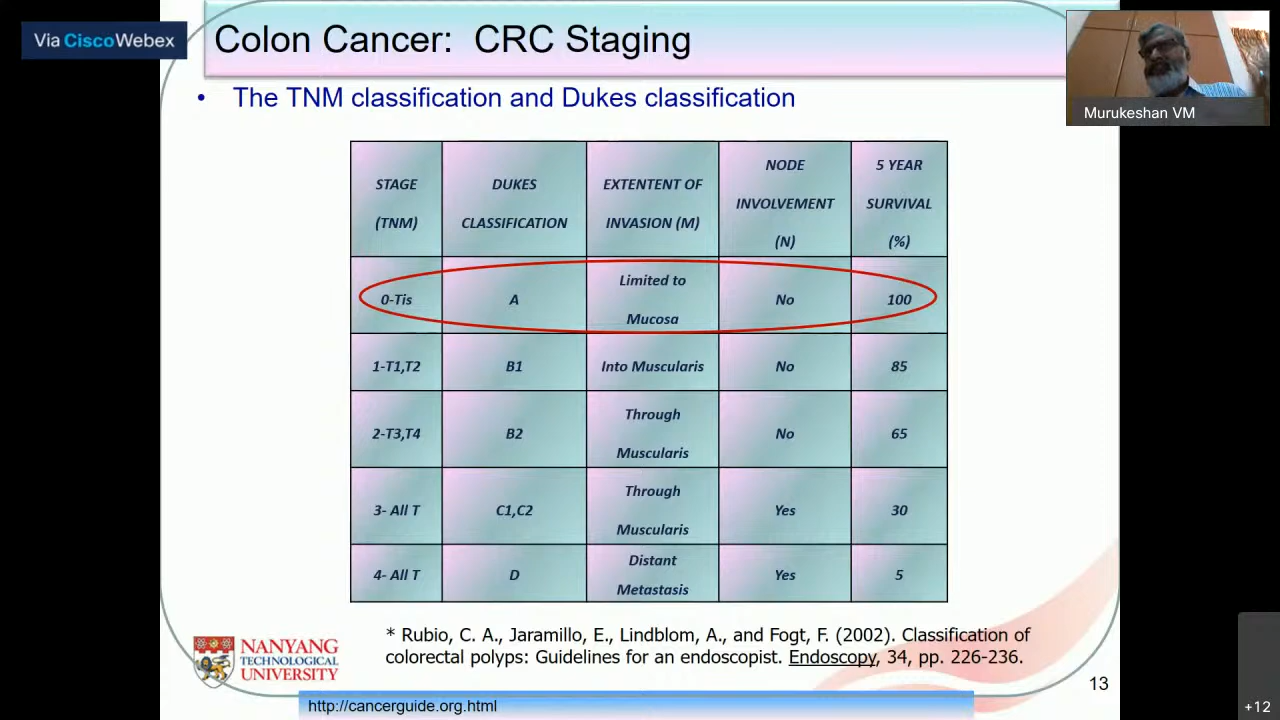 Via CiscoWebex
Colon Cancer: CRC Staging
Murukeshan VM
• The TNM classification and Dukes classification
STAGE
(TNM)
DUKES
CLASSIFICATION
EXTENTENT OF
INVASION (M)
NODE
INVOLVEMENT
(N)
5 YEAR
SURVIVAL
(%)
0-Tis
A
Limited to
Mucosa
No
100
1-T1,T2
B1
Into Muscularis
No
85
2-T3,T4
B2
Through
Muscularis
No
65
3- All T
C1,C2
Through
Muscularis
Yes
30
4- All T
D
Distant
Metastasis
Yes
5
* Rubio, C. A., Jaramillo, E., Lindblom, A., and Fogt, F. (2002). Classification of
colorectal polyps: Guidelines for an endoscopist. Endoscopy, 34, pp. 226-236.
NANYANG
TECHNOLOGICAL
UNIVERSITY
13
http://cancerguide.org.html
+12